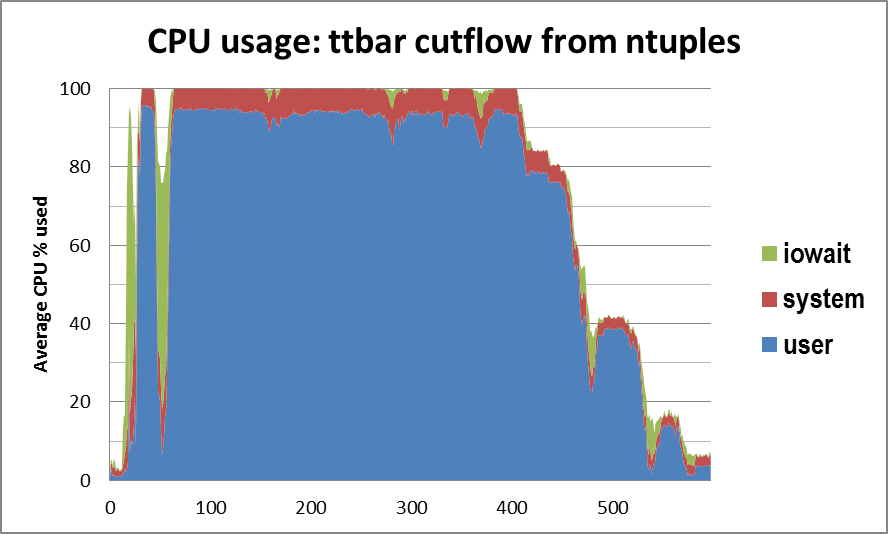 CPU usage: ttbar cutflow from ntuples
Average CPU % used
100
80
60
40
20
0
0 100 200 300 400 500
iowait
system
user